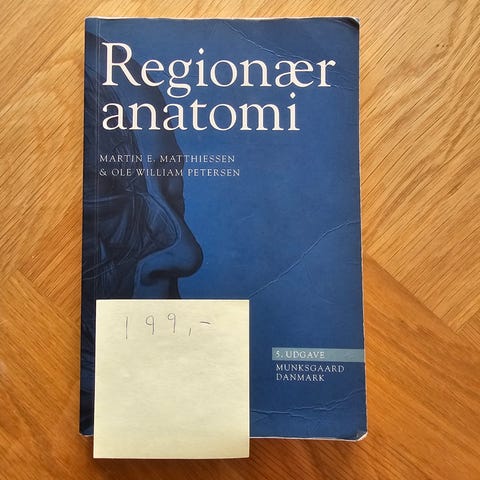 Regionær
anatomi
MARTIN E. MATTHIESSEN
& OLE WILLIAM PETERSEN
199,-
5. UDGAVE
MUNKSGAARD
DANMARK